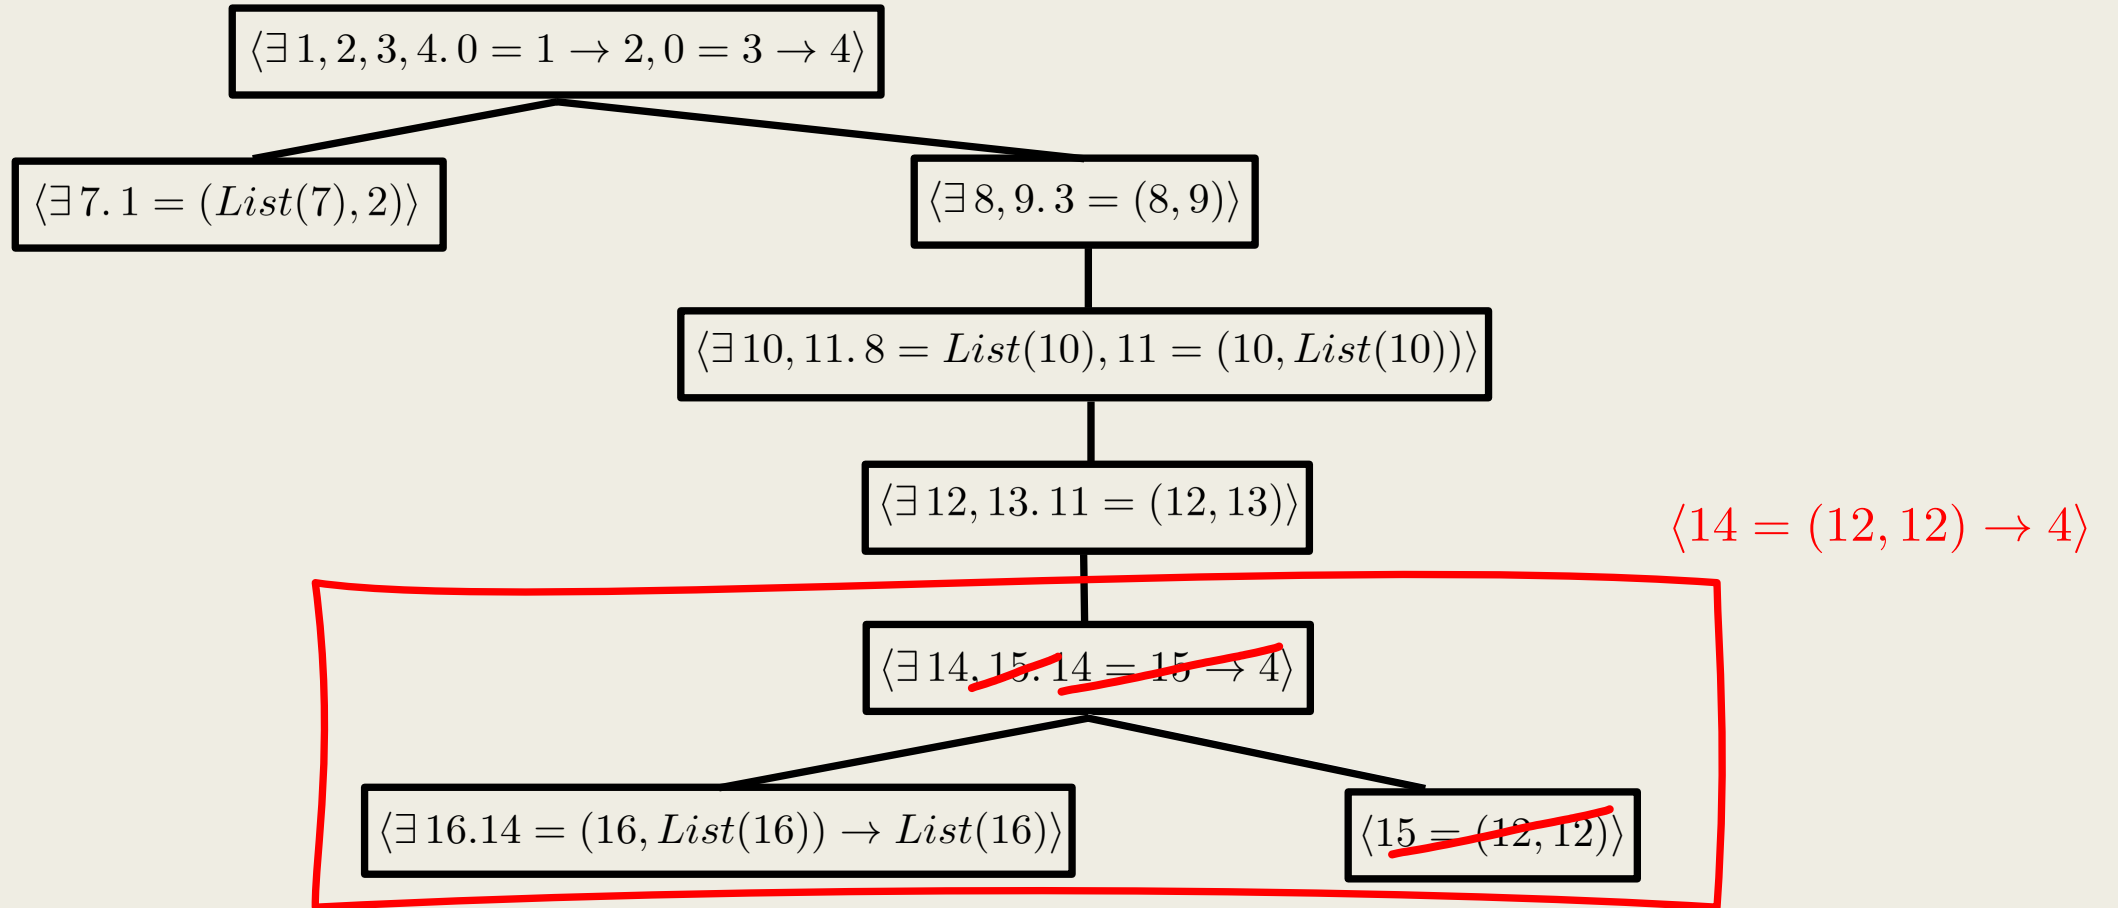 ⟨∃ 1, 2, 3, 4. 0 = 1 → 2, 0 = 3 → 4⟩
⟨∃ 7. 1 = (List(7), 2)⟩
⟨∃ 8, 9. 3 = (8, 9)⟩
⟨∃ 10, 11. 8 = List(10), 11 = (10, List(10))⟩
⟨∃ 12, 13. 11 = (12, 13)⟩
⟨14 = (12, 12) → 4⟩
⟨∃ 14, 15. 14 = 15 → 4⟩
⟨∃ 16.14 = (16, List(16)) → List(16)⟩
⟨15 = (12, 12)⟩